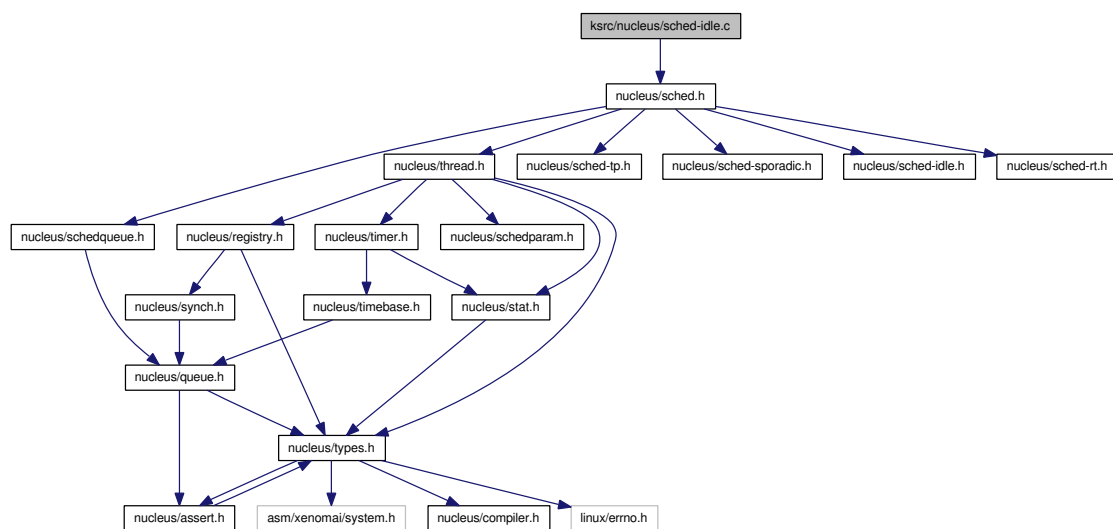 ksrc/nucleus/sched-idle.c
nucleus/sched.h
nucleus/thread.h
nucleus/sched-tp.h
nucleus/sched-sporadic.h
nucleus/sched-idle.h
nucleus/sched-rt.h
nucleus/schedqueue.h
nucleus/registry.h
nucleus/timer.h
nucleus/schedparam.h
nucleus/synch.h
nucleus/timebase.h
nucleus/stat.h
nucleus/queue.h
nucleus/types.h
nucleus/assert.h
asm/xenomai/system.h
nucleus/compiler.h
linux/errno.h